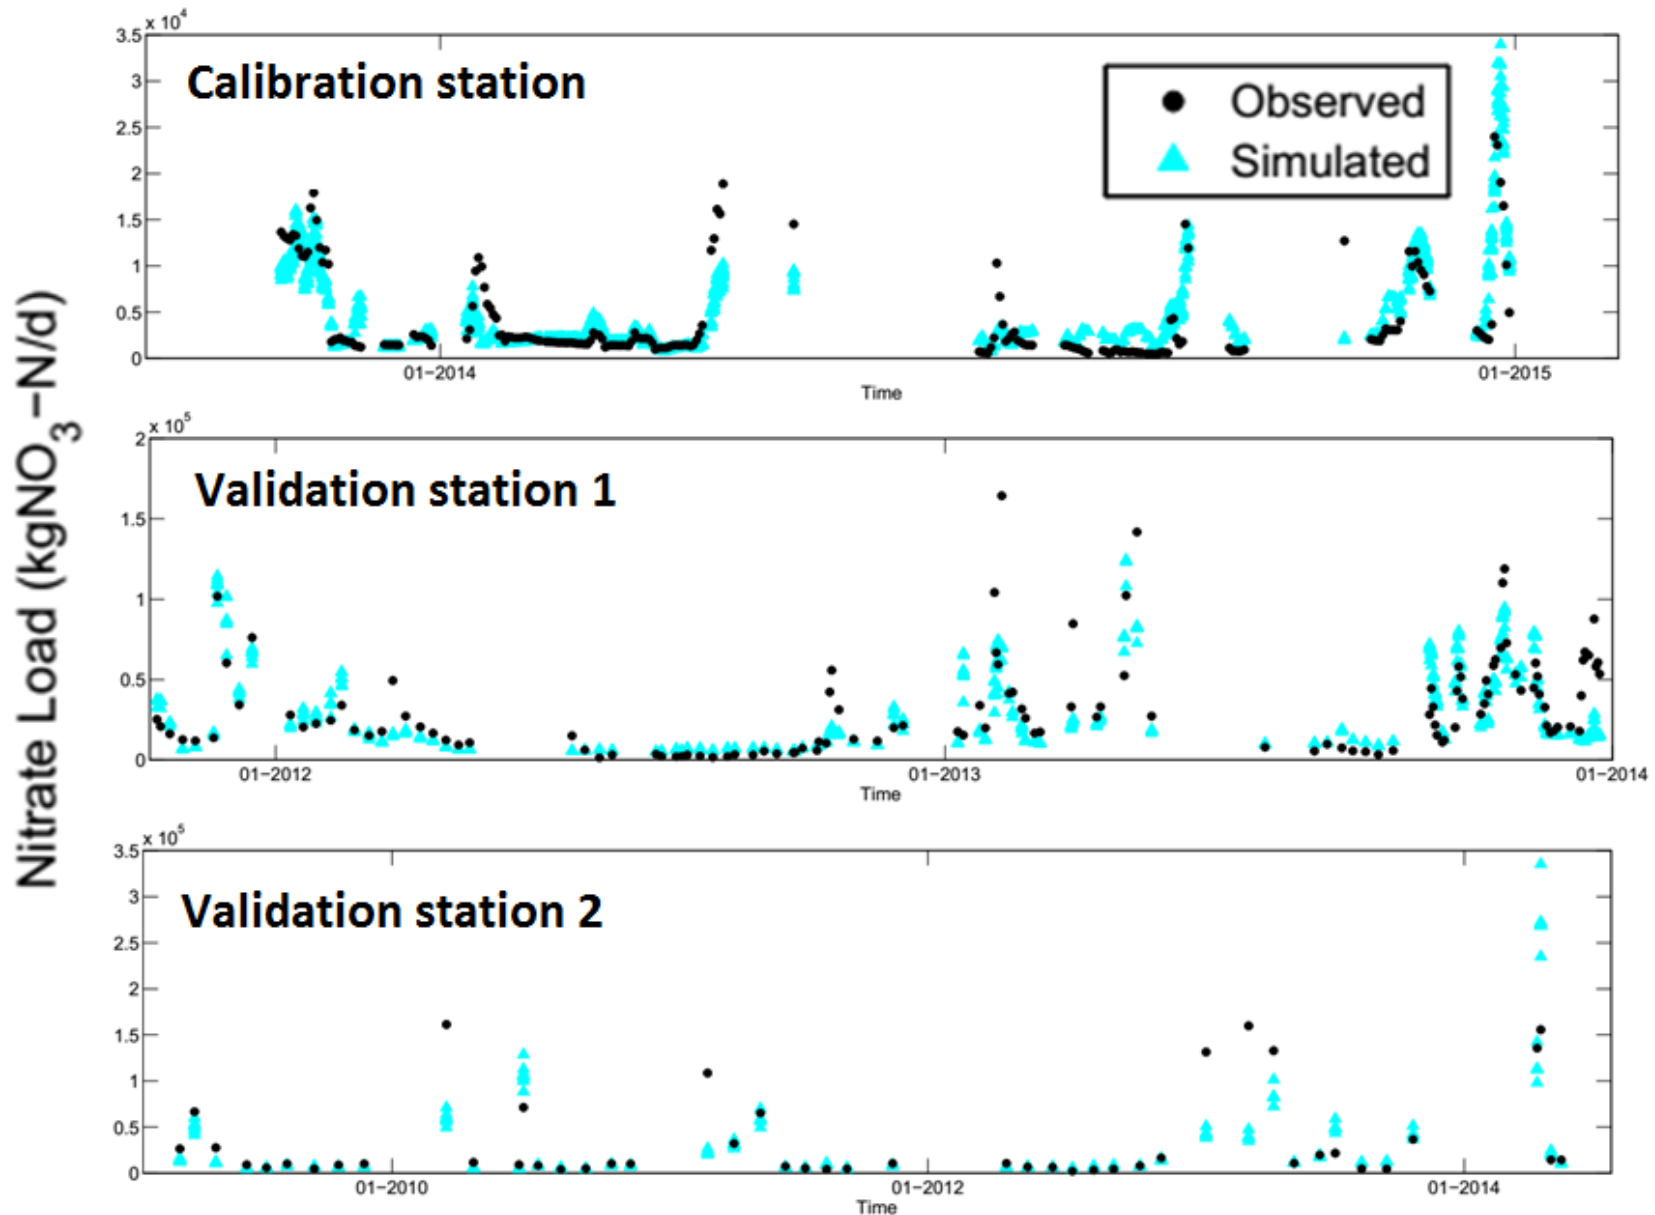 x 10^4
3.5
3
2.5
2
1.5
1
0.5
0
Calibration station
Observed
Simulated
01-2014
01-2015
Time
Nitrate Load (kgNO3-N/d)
x 10^5
2
1.5
1
0.5
0
Validation station 1
01-2012
01-2013
01-2014
Time
x 10^5
3.5
3
2.5
2
1.5
1
0.5
0
Validation station 2
01-2010
01-2012
01-2014
Time